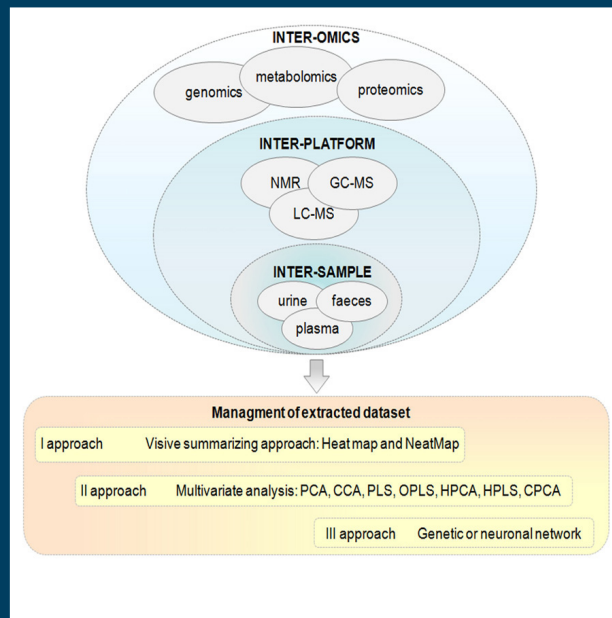 INTER-OMICS
genomics
metabolomics
proteomics
INTER-PLATFORM
NMR
GC-MS
LC-MS
INTER-SAMPLE
urine
faeces
plasma
Managment of extracted dataset
I approach Visive summarizing approach: Heat map and NeatMap
II approach Multivariate analysis: PCA, CCA, PLS, OPLS, HPCA, HPLS, CPCA
III approach Genetic or neuronal network